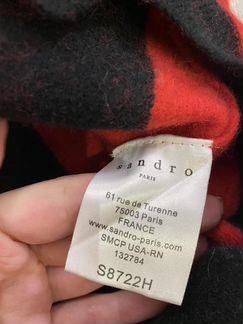 sandro
PARIS
61 rue de Turenne
75003 Paris
FRANCE
www.sandro-paris.com
SMCP USA-RN
132784
S8722H